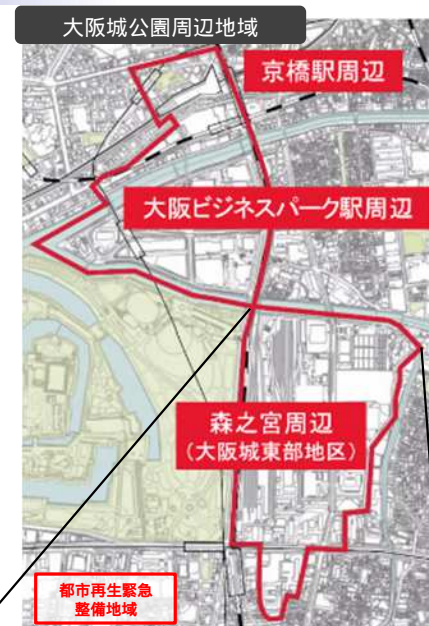 大阪城公園周辺地域
京橋駅周辺
大阪ビジネスパーク駅周辺
森之宮周辺
（大阪城東部地区）
都市再生緊急
整備地域